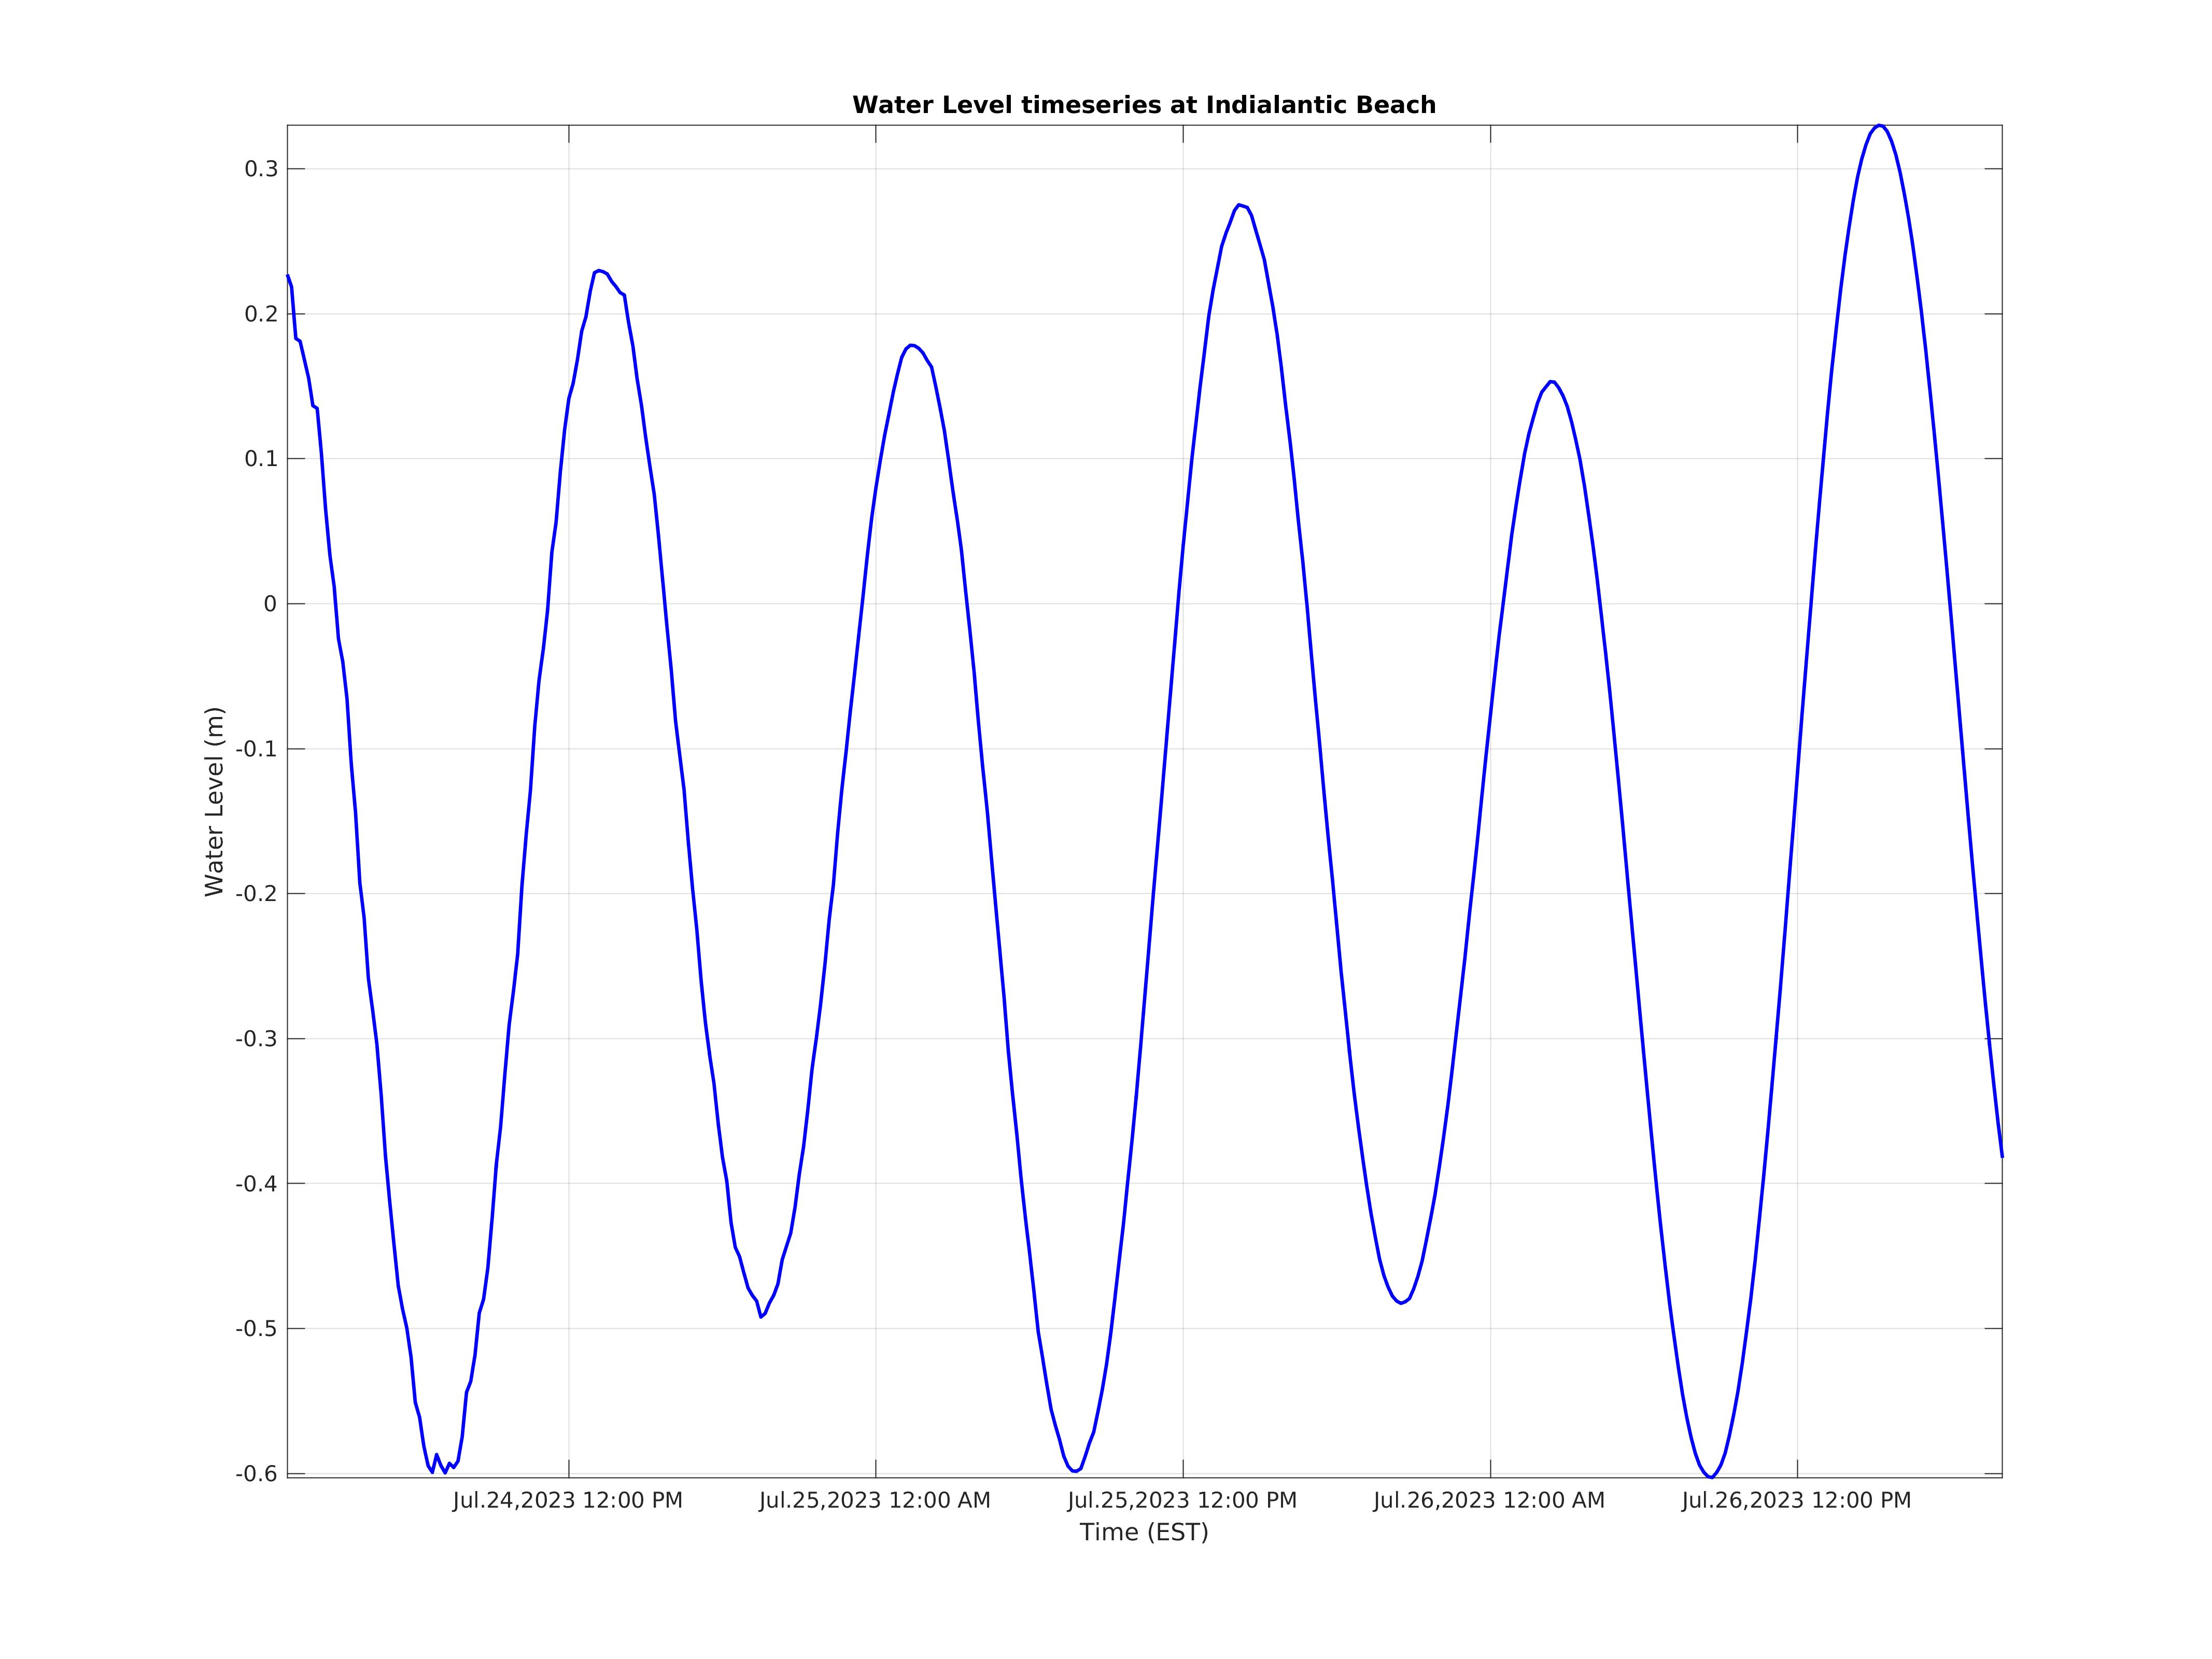 Water Level timeseries at Indialantic Beach
0.3
0.2
0.1
0
-0.1
-0.2
-0.3
-0.4
-0.5
-0.6
Water Level (m)
Jul.24,2023 12:00 PM
Jul.25,2023 12:00 AM
Jul.25,2023 12:00 PM
Jul.26,2023 12:00 AM
Jul.26,2023 12:00 PM
Time (EST)